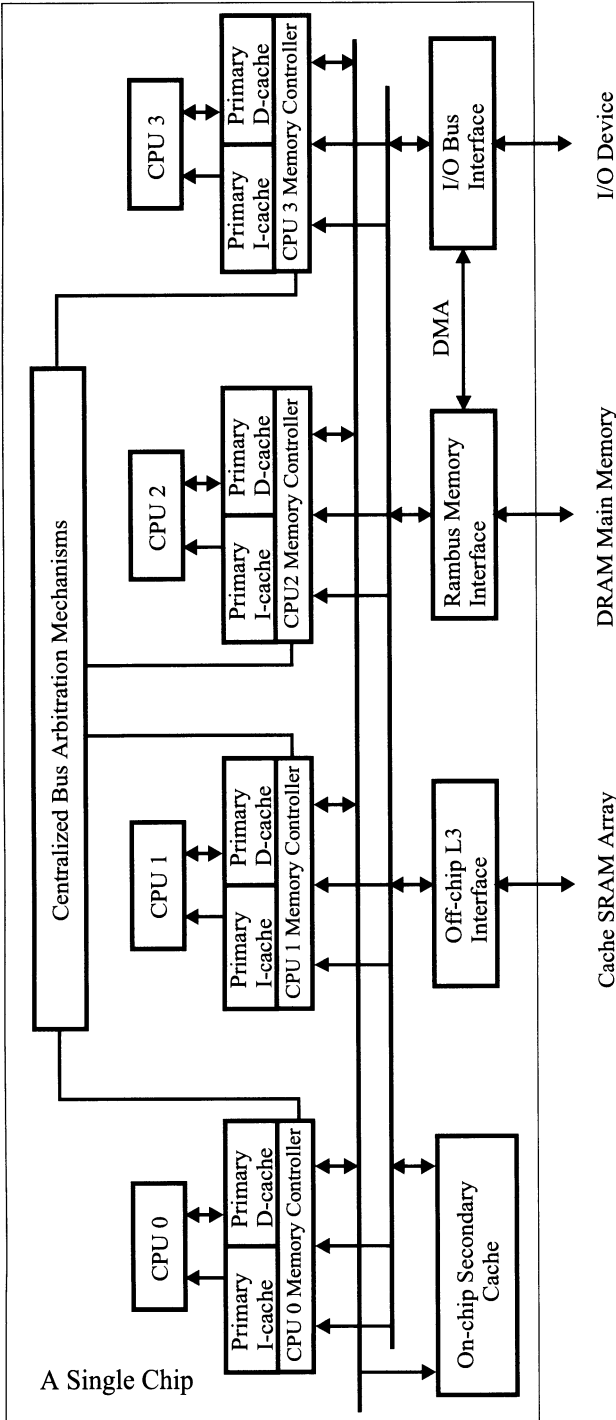 A Single Chip
Centralized Bus Arbitration Mechanisms
CPU 0
Primary
I-cache
Primary
D-cache
CPU 0 Memory Controller
CPU 1
Primary
I-cache
Primary
D-cache
CPU 1 Memory Controller
CPU 2
Primary
I-cache
Primary
D-cache
CPU2 Memory Controller
CPU 3
Primary
I-cache
Primary
D-cache
CPU 3 Memory Controller
On-chip Secondary
Cache
Off-chip L3
Interface
Rambus Memory
Interface
DMA
I/O Bus
Interface
Cache SRAM Array
DRAM Main Memory
I/O Device